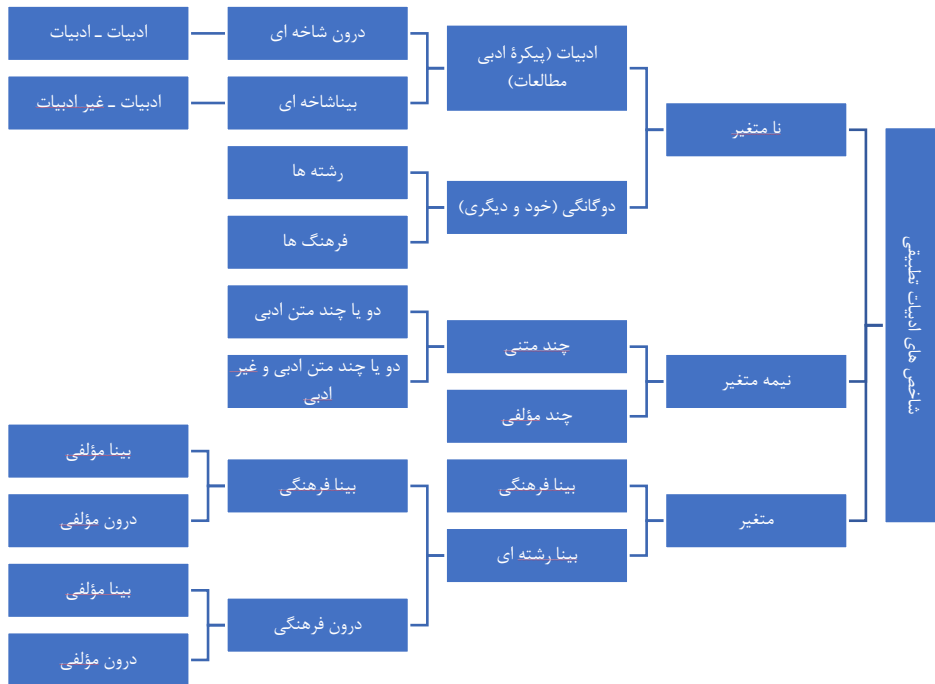 شاخص های ادبیات تطبیقی
نا متغیر
ادبیات (پیکرۀ ادبی
مطالعات)
درون شاخه ای
ادبیات ـ ادبیات
بیناشاخه ای
ادبیات ـ غیر ادبیات
دوگانگی (خود و دیگری)
رشته ها
فرهنگ ها
نیمه متغیر
چند متنی
دو یا چند متن ادبی
دو یا چند متن ادبی و غیر
ادبی
چند مؤلفی
متغیر
بینا فرهنگی
بینا رشته ای
بینا فرهنگی
بینا مؤلفی
درون مؤلفی
درون فرهنگی
بینا مؤلفی
درون مؤلفی